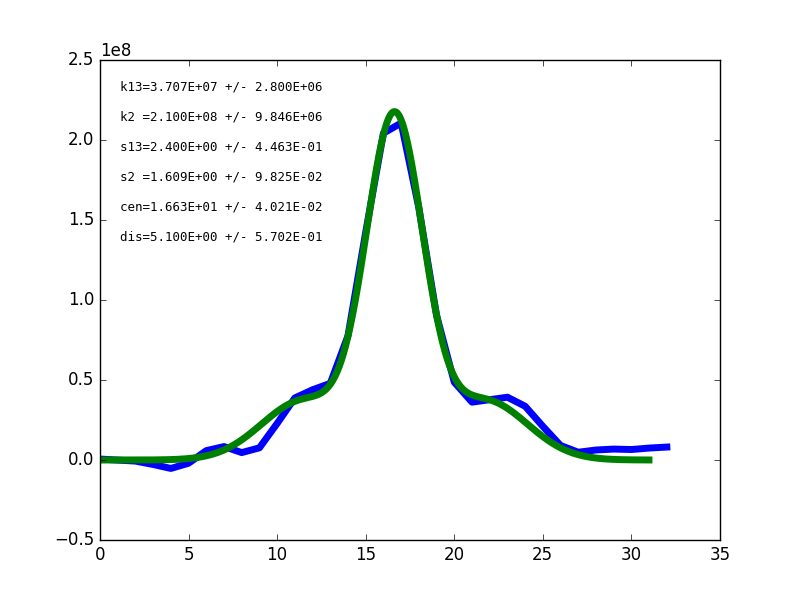 1e8
2.5
2.0
1.5
1.0
0.5
0.0
−0.5
k13=3.707E+07 +/- 2.800E+06
k2 =2.100E+08 +/- 9.846E+06
s13=2.400E+00 +/- 4.463E-01
s2 =1.609E+00 +/- 9.825E-02
cen=1.663E+01 +/- 4.021E-02
dis=5.100E+00 +/- 5.702E-01
0 5 10 15 20 25 30 35